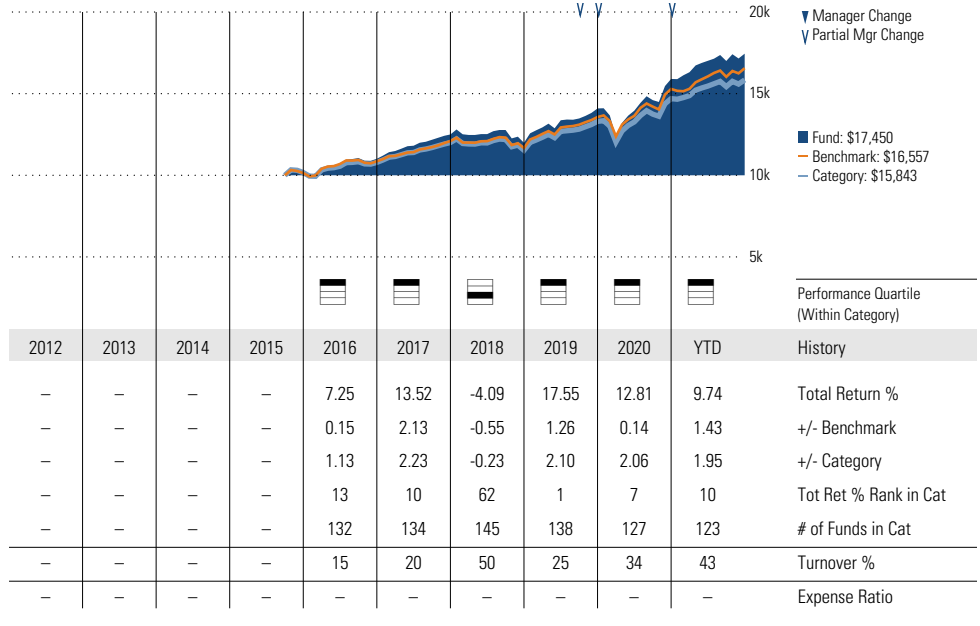 20k
Manager Change
Partial Mgr Change
15k
Fund: $17,450
Benchmark: $16,557
Category: $15,843
10k
5k
Performance Quartile
(Within Category)
2012 2013 2014 2015 2016 2017 2018 2019 2020 YTD History
– – – – 7.25 13.52 -4.09 17.55 12.81 9.74 Total Return %
– – – – 0.15 2.13 -0.55 1.26 0.14 1.43 +/- Benchmark
– – – – 1.13 2.23 -0.23 2.10 2.06 1.95 +/- Category
– – – – 13 10 62 1 7 10 Tot Ret % Rank in Cat
– – – – 132 134 145 138 127 123 # of Funds in Cat
– – – – 15 20 50 25 34 43 Turnover %
– – – – – – – – – – Expense Ratio